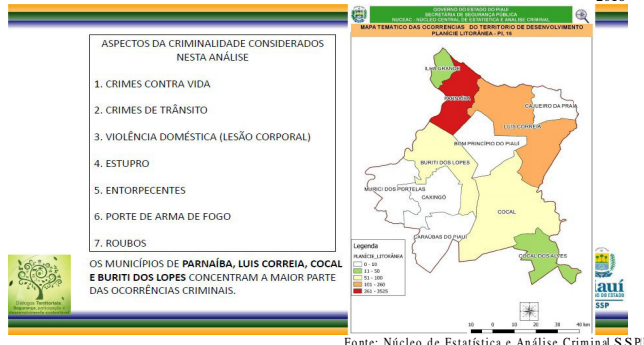 2016
ASPECTOS DA CRIMINALIDADE CONSIDERADOS
NESTA ANÁLISE
1. CRIMES CONTRA VIDA
2. CRIMES DE TRÂNSITO
3. VIOLÊNCIA DOMÉSTICA (LESÃO CORPORAL)
4. ESTUPRO
5. ENTORPECENTES
6. PORTE DE ARMA DE FOGO
7. ROUBOS
OS MUNICÍPIOS DE PARNAÍBA, LUIS CORREIA, COCAL
E BURITI DOS LOPES CONCENTRAM A MAIOR PARTE
DAS OCORRÊNCIAS CRIMINAIS.
Diálogos Territoriais:
GOVERNO DO ESTADO DO PIAUÍ
SECRETARIA DE SEGURANÇA PÚBLICA
NUCEAC - NÚCLEO CENTRAL DE ESTATÍSTICA E ANÁLISE CRIMINAL
MAPA TEMÁTICO DAS OCORRÊNCIAS DO TERRITÓRIO DE DESENVOLVIMENTO
PLANÍCIE LITORÂNEA - PL 16
ILHA GRANDE
PARNAÍBA
CAJUEIRO DA PRAIA
LUIS CORREIA
BOM PRINCÍPIO DO PIAUÍ
BURITI DOS LOPES
MURICI DOS PORTELAS
CAXINGÓ
COCAL
CARAÚBAS DO PIAUÍ
COCAL DOS ALVES
Legenda
PLANÍCIE_LITORÂNEA
0 - 10
11 - 50
51 - 100
101 - 360
361 - 3525
10 0 10 20 30 40 km
auí
SSP
Fonte: Núcleo de Estatística e Análise Criminal SSP